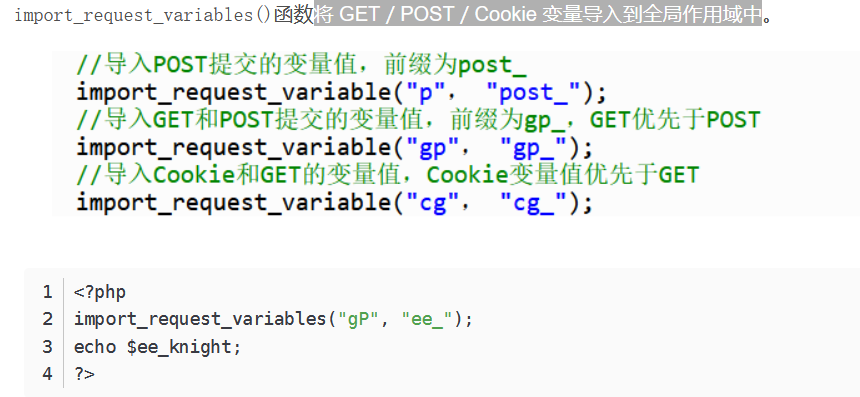 import_request_variables()函数将 GET / POST / Cookie 变量导入到全局作用域中。
//导入POST提交的变量值，前缀为post_
import_request_variable("p"， "post_");
//导入GET和POST提交的变量值，前缀为gp_，GET优先于POST
import_request_variable("gp"， "gp_");
//导入Cookie和GET的变量值，Cookie变量值优先于GET
import_request_variable("cg"， "cg_");
1 <?php
2 import_request_variables("gP", "ee_");
3 echo $ee_knight;
4 ?>